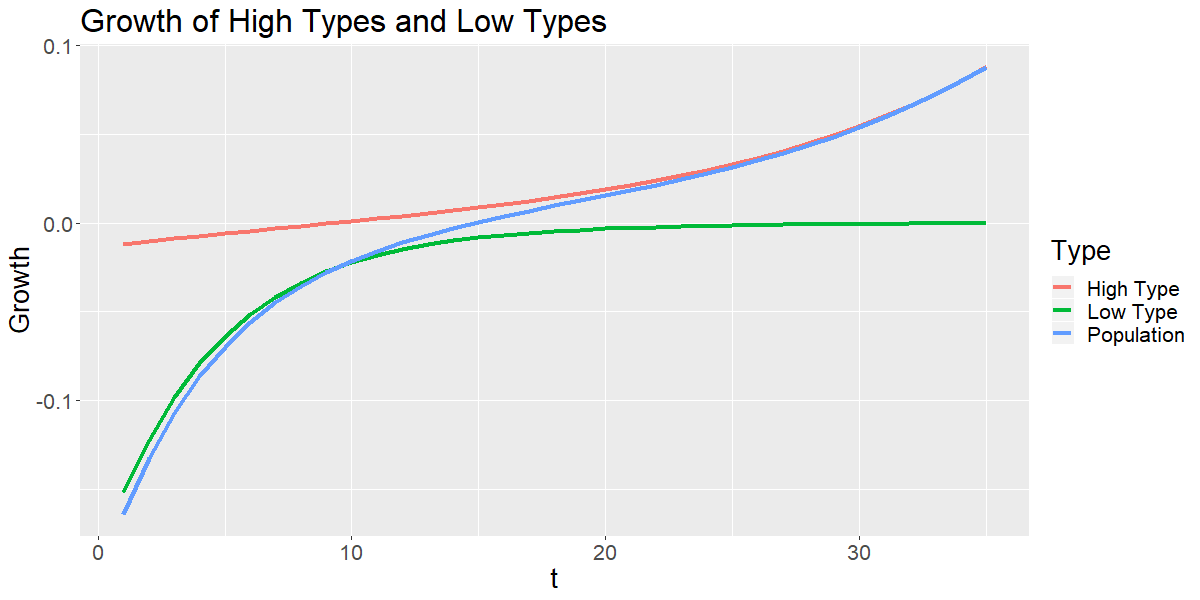 Growth of High Types and Low Types
0.1
0.0
-0.1
Growth
0
10
20
30
t
Type
High Type
Low Type
Population